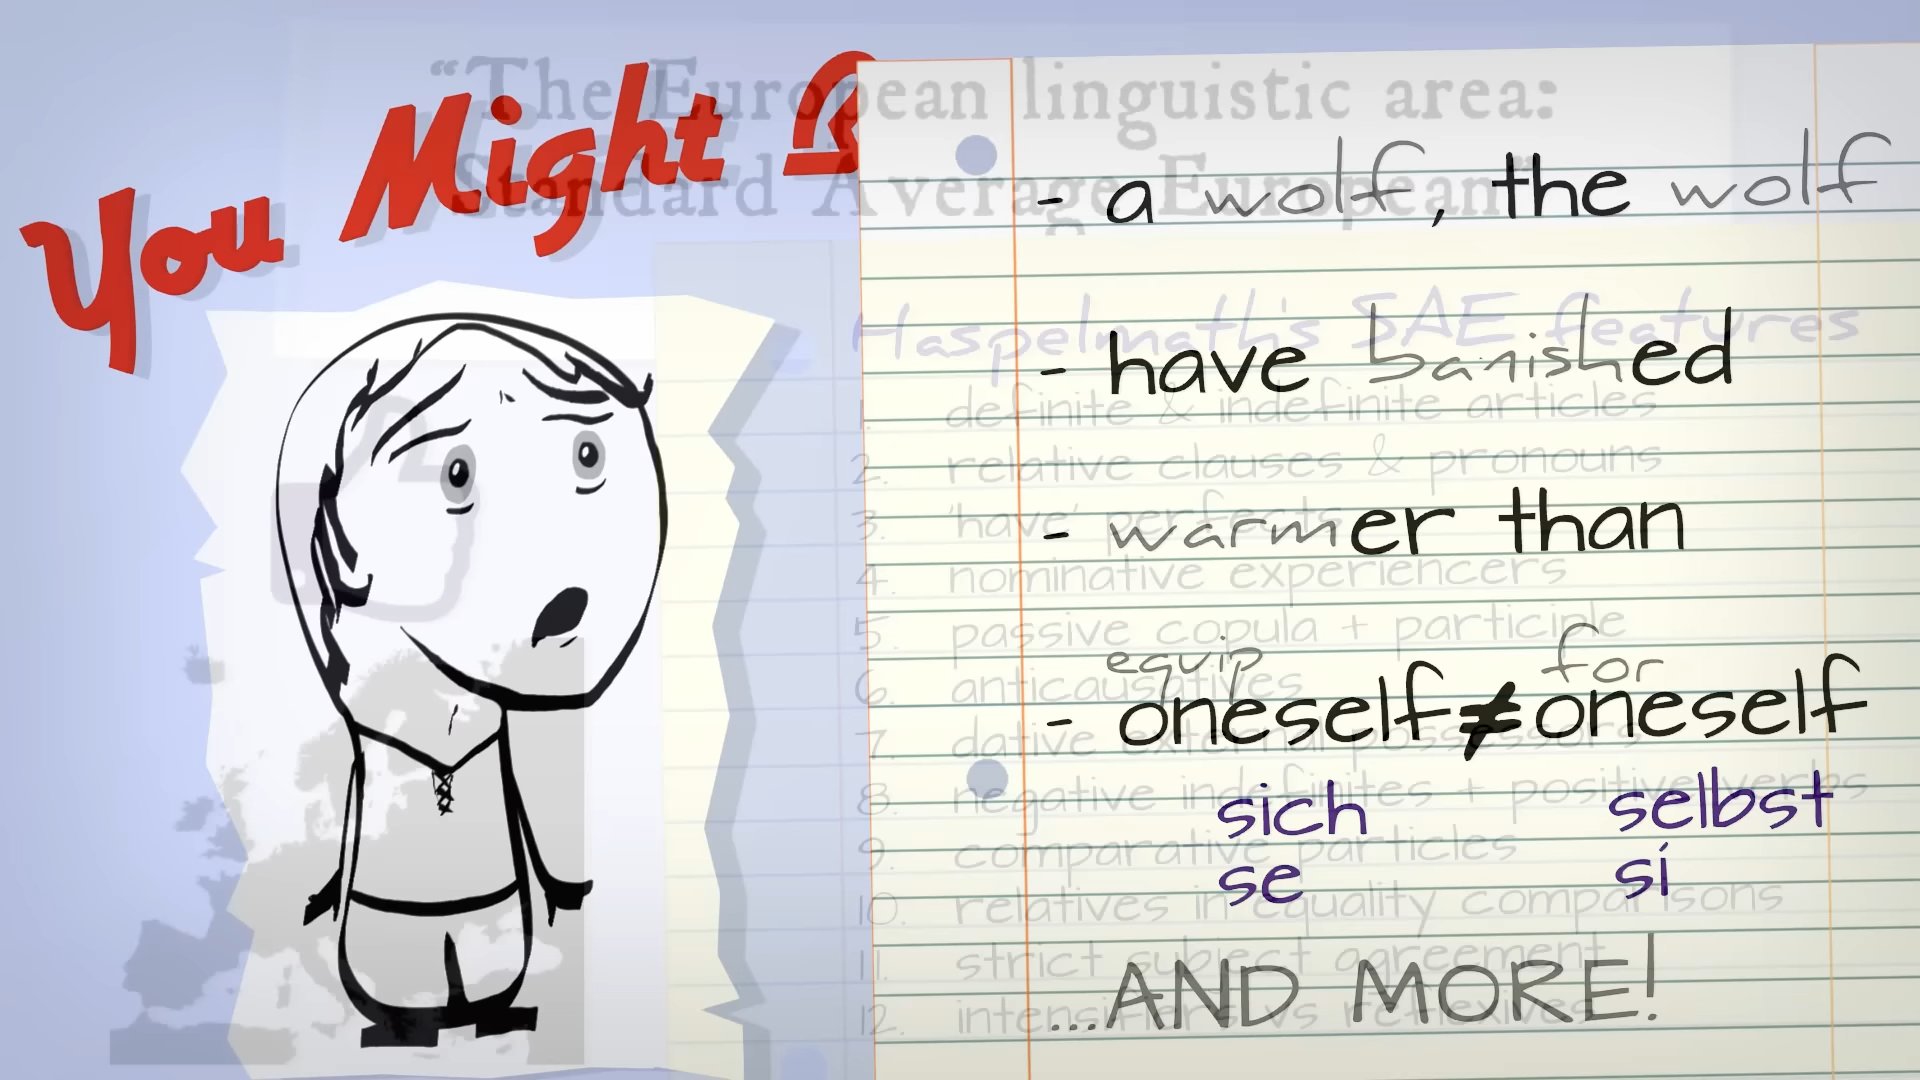 "The European linguistic area:
Standard Average European"
You Might
- a wolf, the wolf
- have banished
- warmer than
equip for
- oneself ≠ oneself
sich selbst
se sí
...AND MORE!
Haspelmath's SAE features
1. definite & indefinite articles
2. relative clauses & pronouns
3. 'have' perfects
4. nominative experiencers
5. passive copula + participle
6. anticausatives
7. dative external possessors
8. negative indefinites + positive verbs
9. comparative particles
10. relatives in equality comparisons
11. strict subject agreement
12. intensifiers vs reflexives